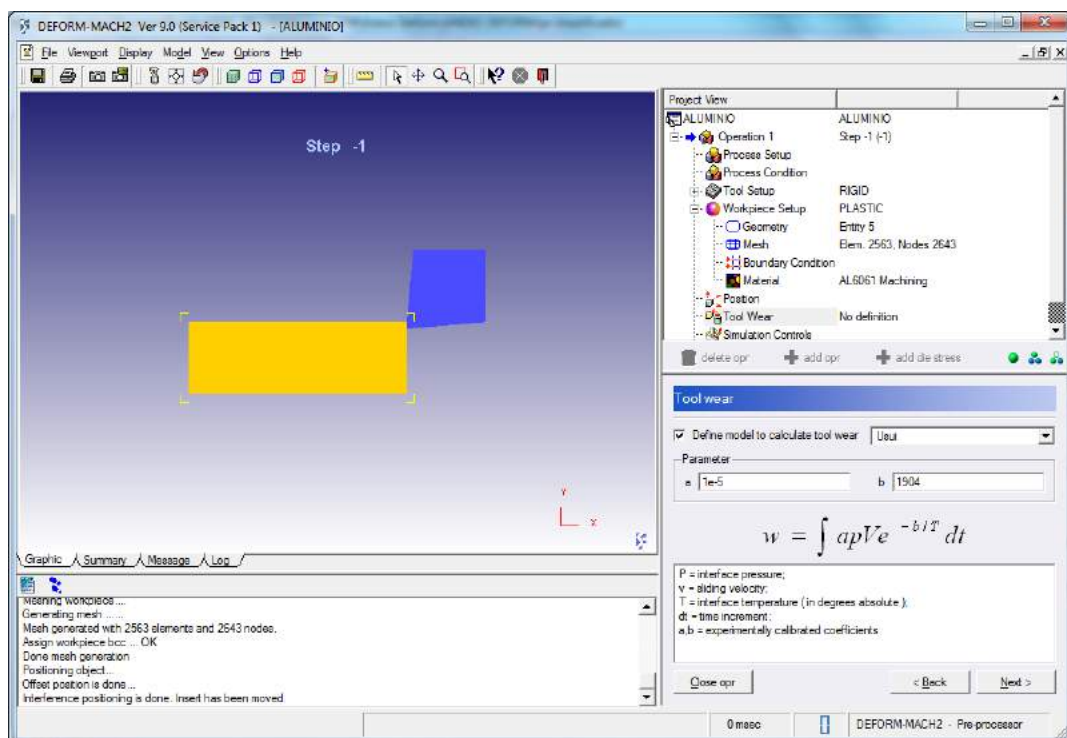 DEFORM-MACH2 Ver 9.0 (Service Pack 1) - [ALUMINIO]
File Viewport Display Model View Options Help
Step -1
Y
X
Graphic Summary Message Log
Meshing workpiece ...
Generating mesh ......
Mesh generated with 2563 elements and 2643 nodes.
Assign workpiece bcc ... OK
Done mesh generation
Positioning object...
Offset position is done...
Interference positioning is done. Insert has been moved
Project View
ALUMINIO ALUMINIO
Operation 1 Step -1 (-1)
Process Setup
Process Condition
Tool Setup RIGID
Workpiece Setup PLASTIC
Geometry Entity 5
Mesh Elem. 2563, Nodes 2643
Boundary Condition
Material AL6061 Machining
Position
Tool Wear No definition
Simulation Controls
delete opr add opr add die stress
Tool wear
Define model to calculate tool wear Usui
Parameter
a 1e-5 b 1904
w = ∫ apVe^{-b/T} dt
P = interface pressure;
v = sliding velocity;
T = interface temperature ( in degrees absolute );
dt = time increment;
a,b = experimentally calibrated coefficients
Close opr < Back Next >
0 msec DEFORM-MACH2 - Pre-processor